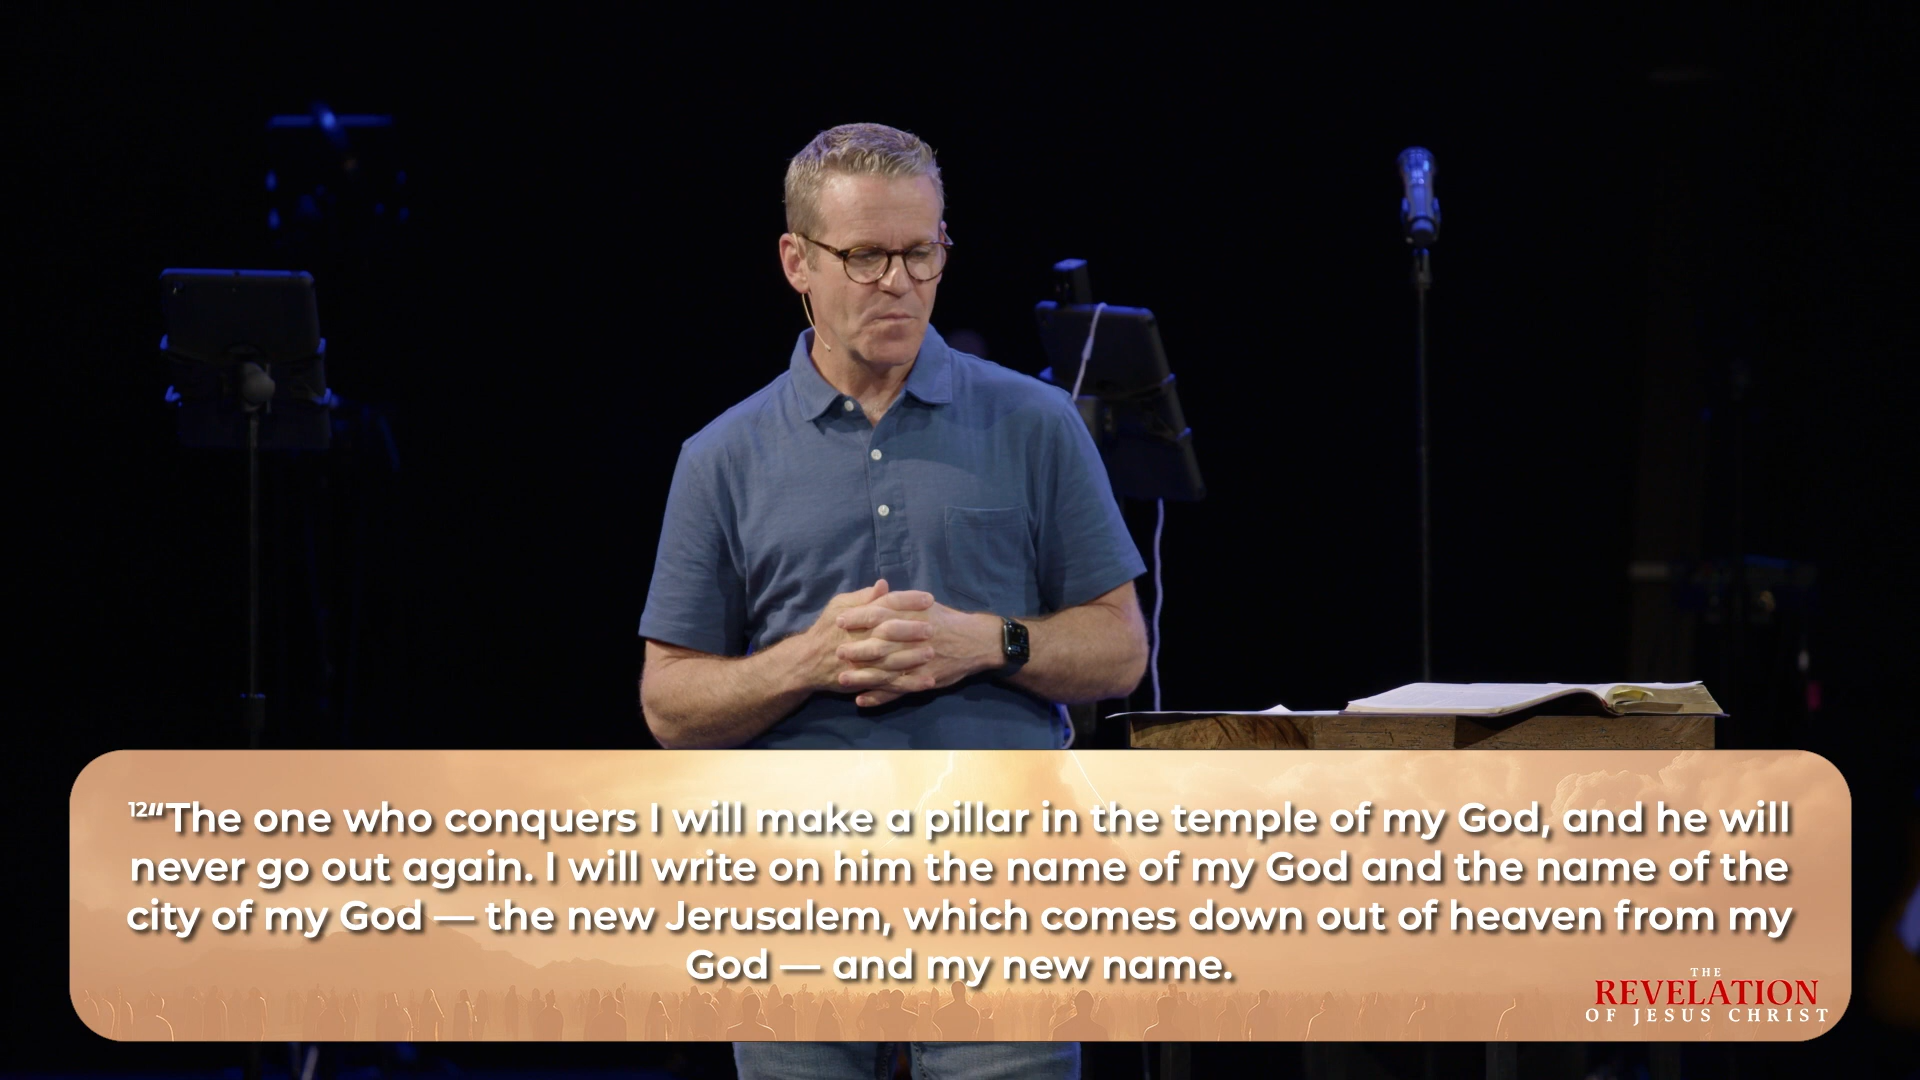 12“The one who conquers I will make a pillar in the temple of my God, and he will
never go out again. I will write on him the name of my God and the name of the
city of my God — the new Jerusalem, which comes down out of heaven from my
God — and my new name.
THE
REVELATION
OF JESUS CHRIST